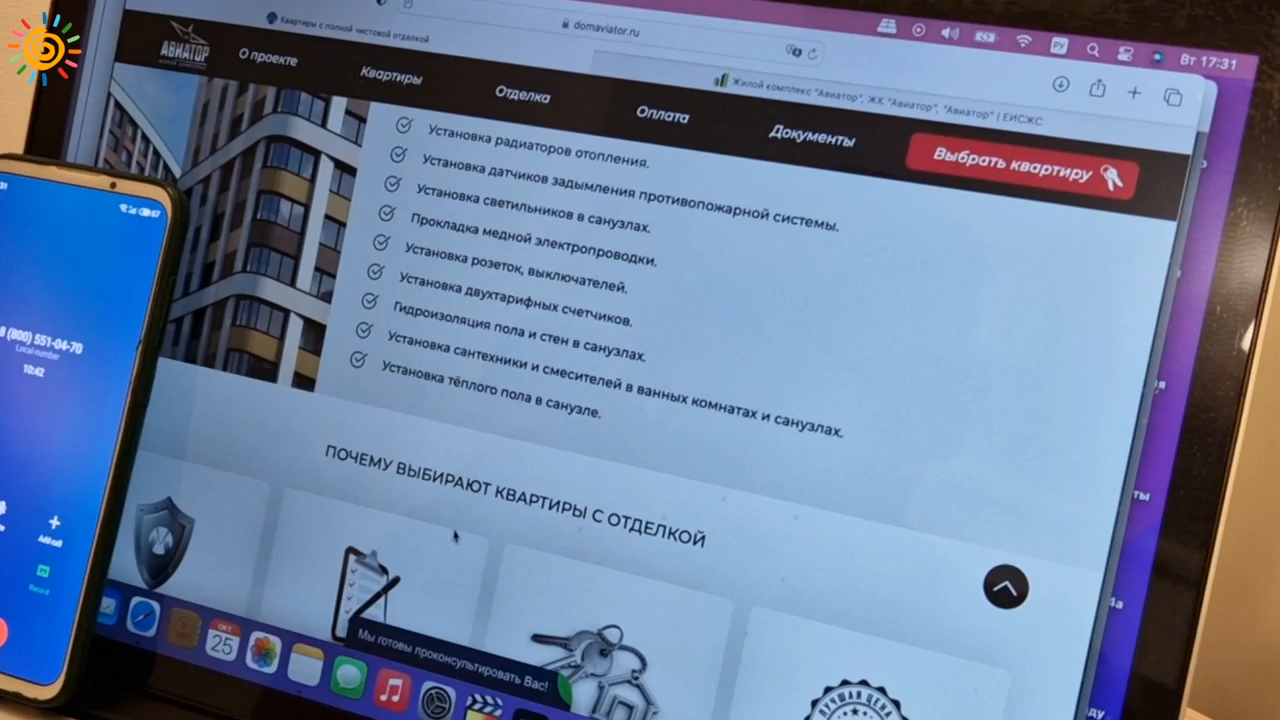 domaviator.ru
Вт 17:31
РУ
Квартиры с полной чистовой отделкой
Жилой комплекс "Авиатор", ЖК "Авиатор", "Авиатор" | ЕИСЖС
АВИАТОР
О проекте
Квартиры
Отделка
Оплата
Документы
Выбрать квартиру
Установка радиаторов отопления.
Установка датчиков задымления противопожарной системы.
Установка светильников в санузлах.
Прокладка медной электропроводки.
Установка розеток, выключателей.
Установка двухтарифных счетчиков.
Гидроизоляция пола и стен в санузлах.
Установка сантехники и смесителей в ванных комнатах и санузлах.
Установка тёплого пола в санузле.
ПОЧЕМУ ВЫБИРАЮТ КВАРТИРЫ С ОТДЕЛКОЙ
ЛУЧШАЯ ЦЕНА
Мы готовы проконсультировать Вас!
ОКТ
25
8 (800) 551-04-70
Local number
10:42
Add call
Record